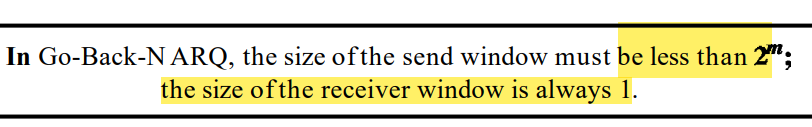 In Go-Back-N ARQ, the size of the send window must be less than 2ᵐ;
the size of the receiver window is always 1.